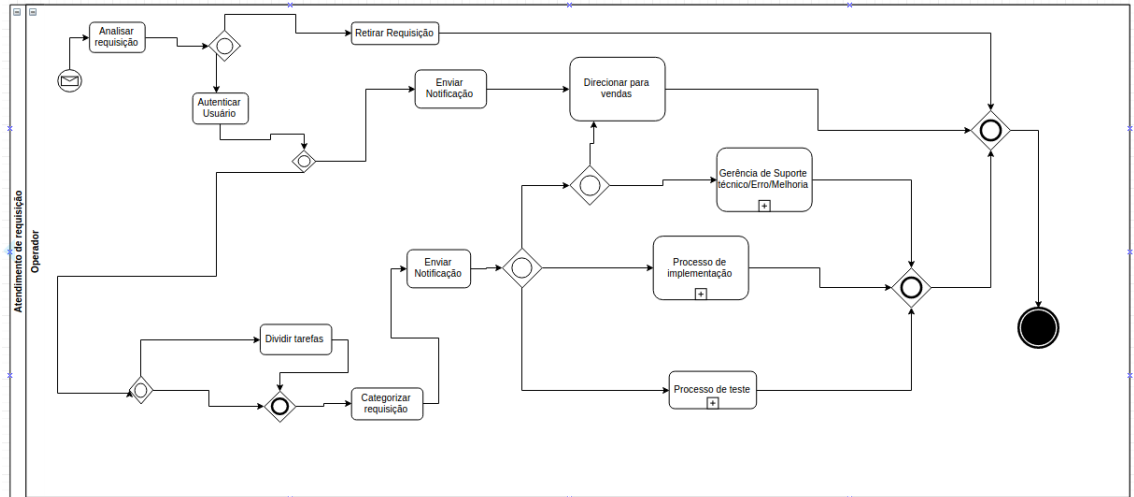 Atendimento de requisição
Operador
Analisar
requisição
Retirar Requisição
Autenticar
Usuário
Enviar
Notificação
Direcionar para
vendas
Gerência de Suporte
técnico/Erro/Melhoria
Enviar
Notificação
Processo de
implementação
Dividir tarefas
Categorizar
requisição
Processo de teste